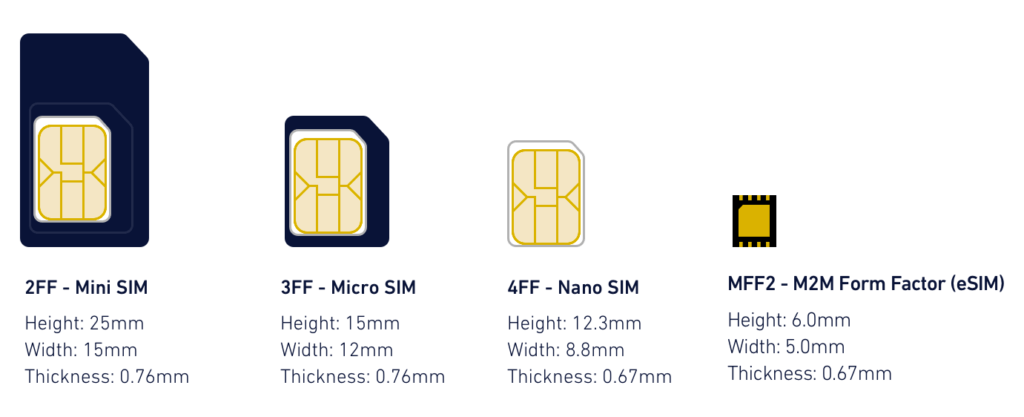 2FF - Mini SIM
Height: 25mm
Width: 15mm
Thickness: 0.76mm
3FF - Micro SIM
Height: 15mm
Width: 12mm
Thickness: 0.76mm
4FF - Nano SIM
Height: 12.3mm
Width: 8.8mm
Thickness: 0.67mm
MFF2 - M2M Form Factor (eSIM)
Height: 6.0mm
Width: 5.0mm
Thickness: 0.67mm